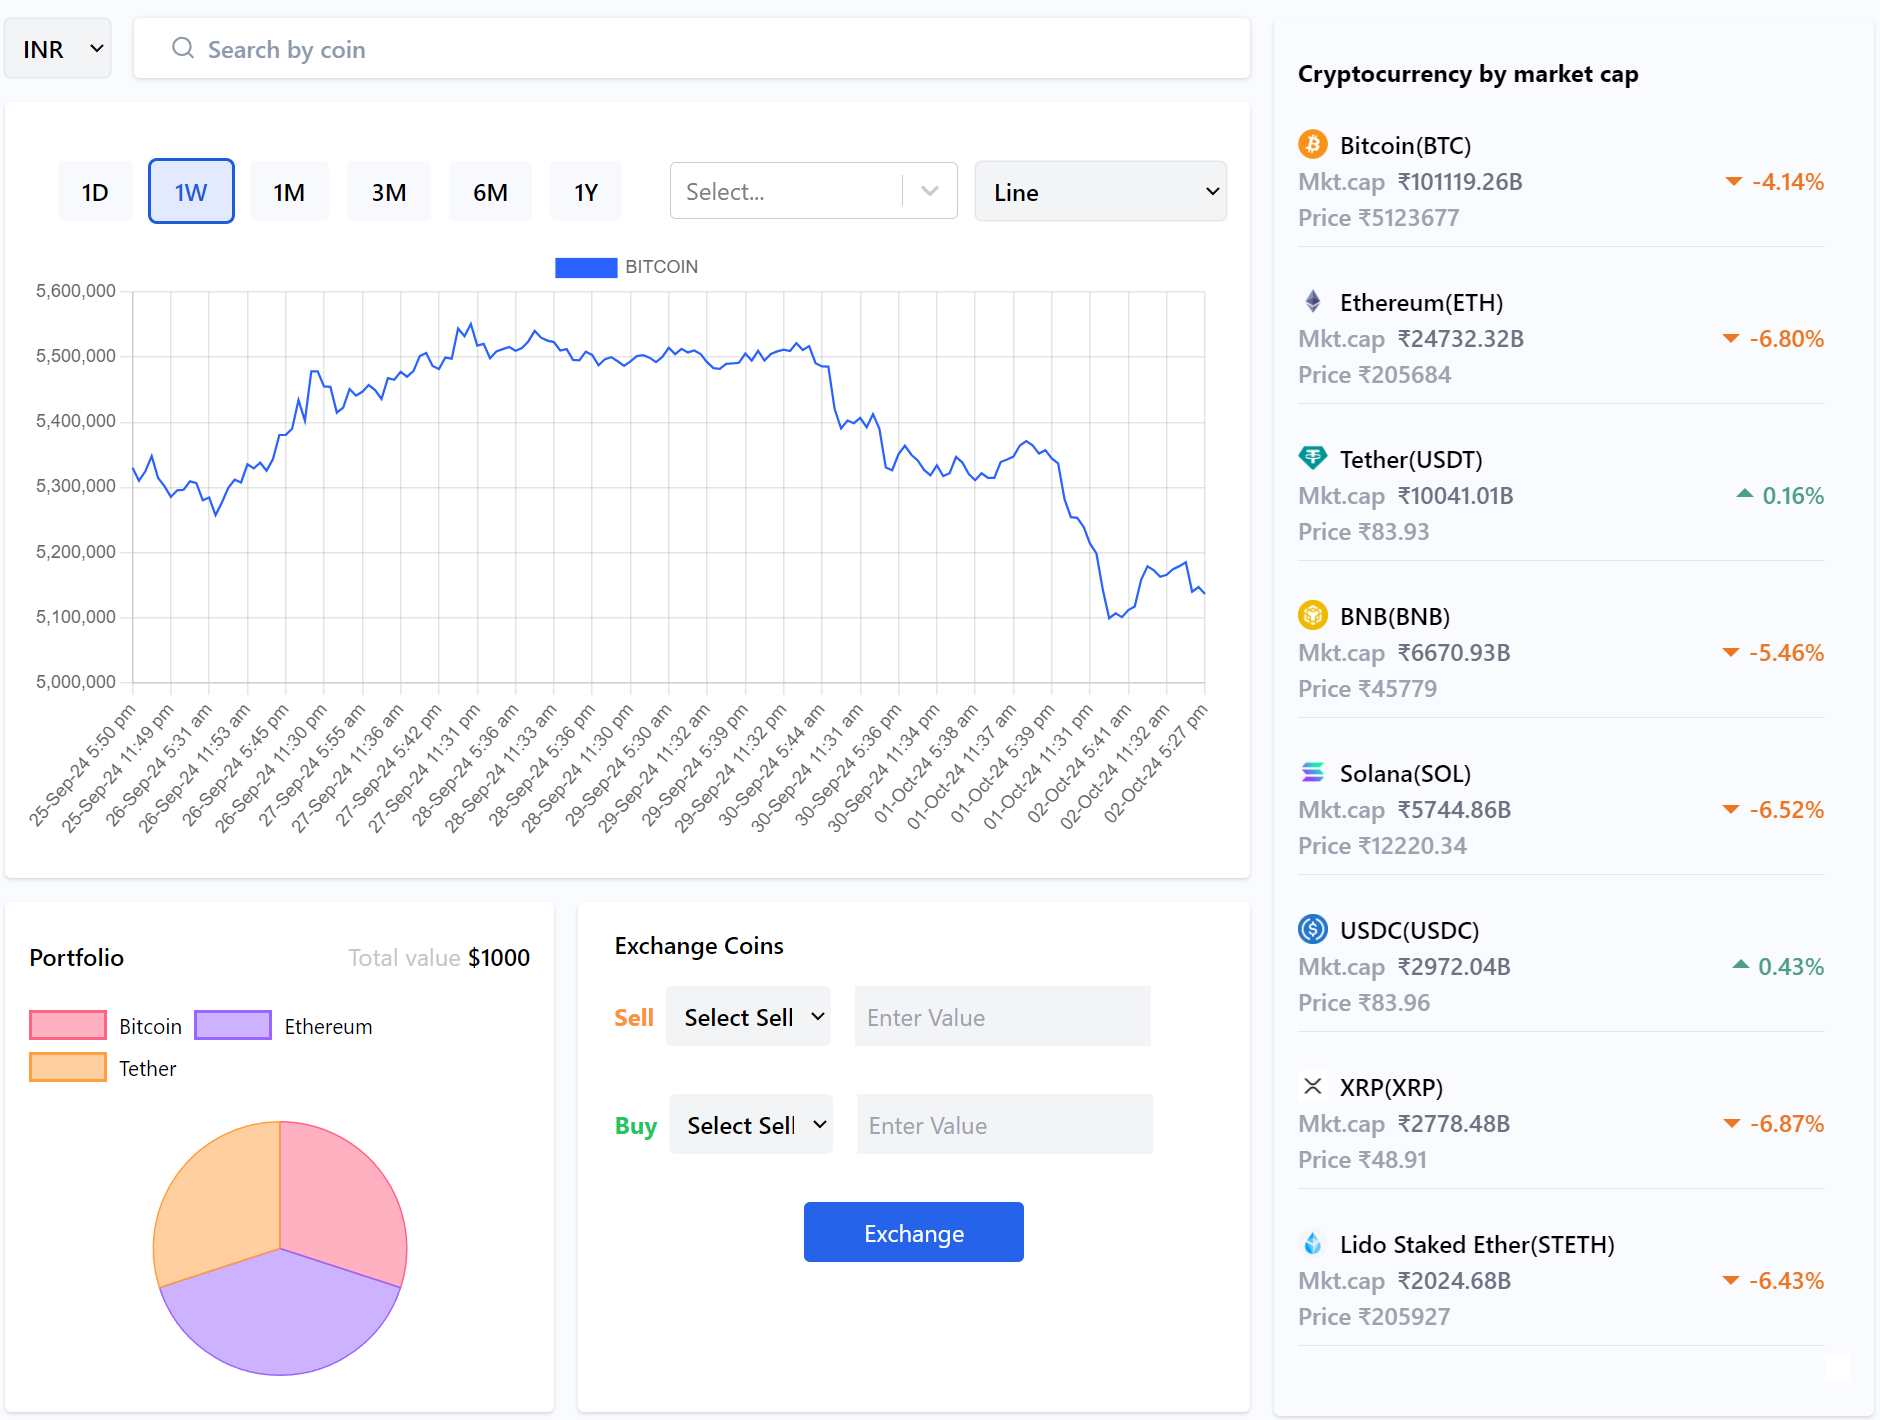 INR
Search by coin
1D
1W
1M
3M
6M
1Y
Select...
Line
BITCOIN
5,600,000
5,500,000
5,400,000
5,300,000
5,200,000
5,100,000
5,000,000
25-Sep-24 5:50 pm
25-Sep-24 11:49 pm
26-Sep-24 5:31 am
26-Sep-24 11:53 am
26-Sep-24 5:45 pm
26-Sep-24 11:30 pm
27-Sep-24 5:55 am
27-Sep-24 11:36 am
27-Sep-24 5:42 pm
27-Sep-24 11:31 pm
28-Sep-24 5:36 am
28-Sep-24 11:33 am
28-Sep-24 5:36 pm
28-Sep-24 11:30 pm
29-Sep-24 5:30 am
29-Sep-24 11:32 am
29-Sep-24 5:39 pm
29-Sep-24 11:32 pm
30-Sep-24 5:44 am
30-Sep-24 11:31 am
30-Sep-24 5:36 pm
30-Sep-24 11:34 pm
01-Oct-24 5:38 am
01-Oct-24 11:37 am
01-Oct-24 5:39 pm
01-Oct-24 11:31 pm
02-Oct-24 5:41 am
02-Oct-24 11:32 am
02-Oct-24 5:27 pm
Portfolio
Total value $1000
Bitcoin
Ethereum
Tether
Exchange Coins
Sell
Select Sell
Enter Value
Buy
Select Sell
Enter Value
Exchange
Cryptocurrency by market cap
Bitcoin(BTC)
Mkt.cap ₹101119.26B
-4.14%
Price ₹5123677
Ethereum(ETH)
Mkt.cap ₹24732.32B
-6.80%
Price ₹205684
Tether(USDT)
Mkt.cap ₹10041.01B
0.16%
Price ₹83.93
BNB(BNB)
Mkt.cap ₹6670.93B
-5.46%
Price ₹45779
Solana(SOL)
Mkt.cap ₹5744.86B
-6.52%
Price ₹12220.34
USDC(USDC)
Mkt.cap ₹2972.04B
0.43%
Price ₹83.96
XRP(XRP)
Mkt.cap ₹2778.48B
-6.87%
Price ₹48.91
Lido Staked Ether(STETH)
Mkt.cap ₹2024.68B
-6.43%
Price ₹205927